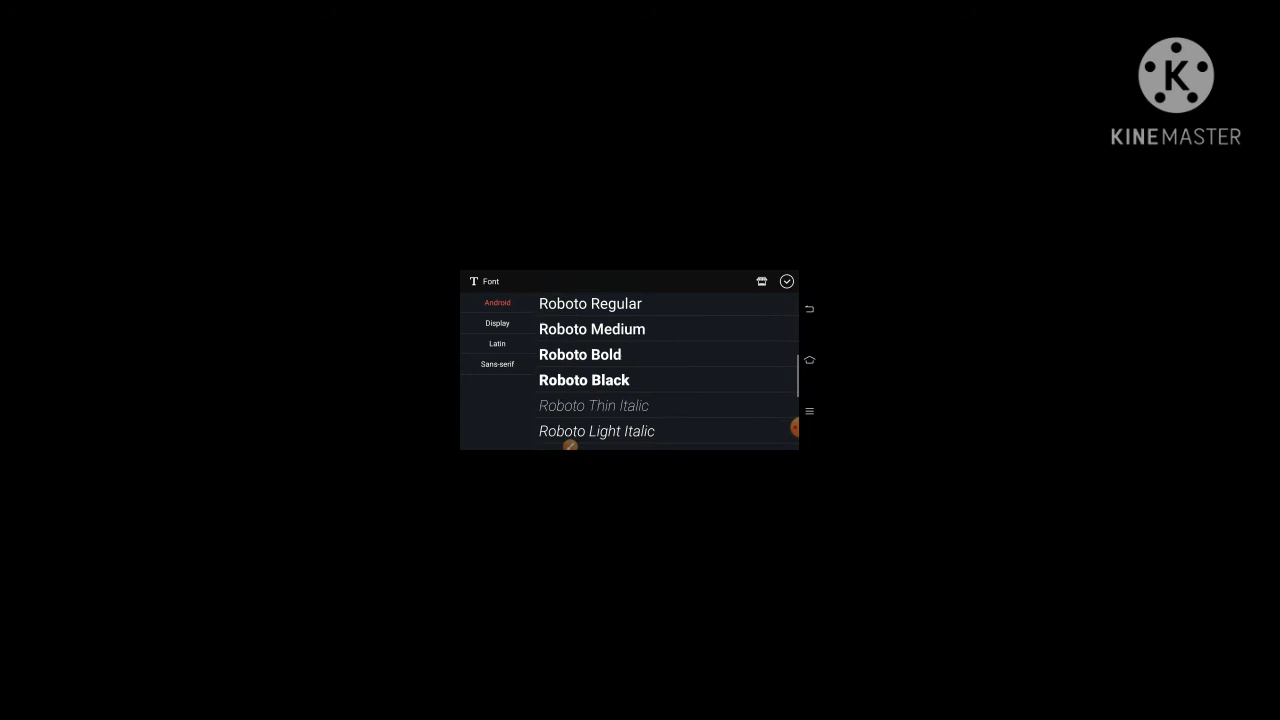 K
KINEMASTER
T Font
Android
Display
Latin
Sans-serif
Roboto Regular
Roboto Medium
Roboto Bold
Roboto Black
Roboto Thin Italic
Roboto Light Italic